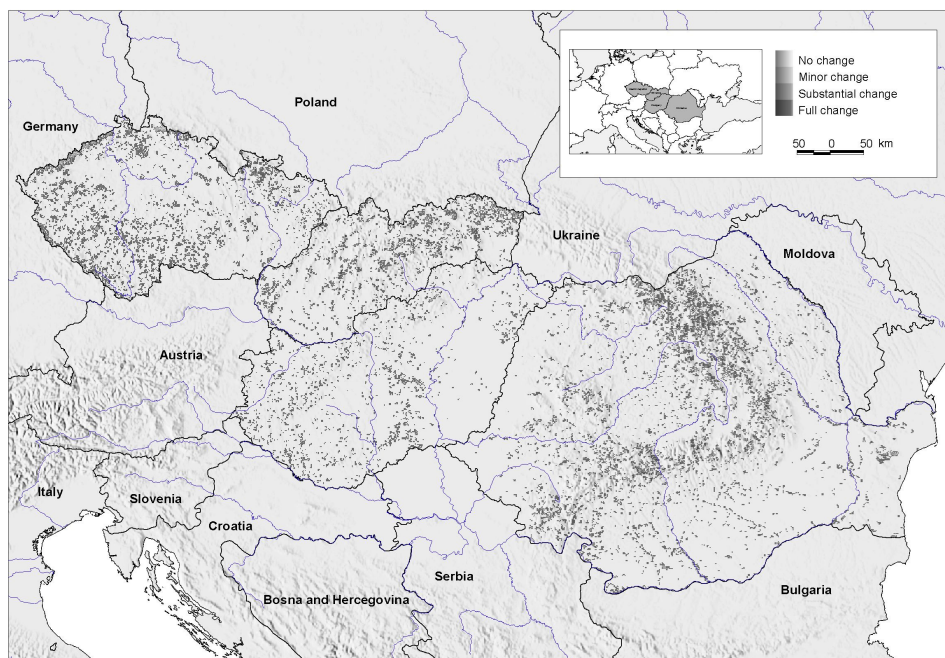 No change
Minor change
Substantial change
Full change
50 0 50 km
Poland
Germany
Ukraine
Moldova
Austria
Italy
Slovenia
Croatia
Serbia
Bosna and Hercegovina
Bulgaria